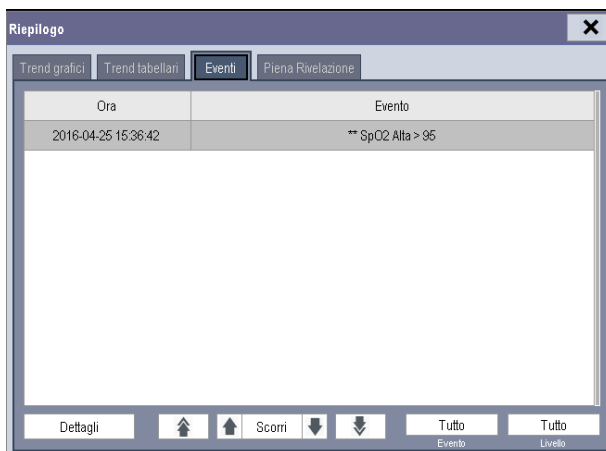 Riepilogo
Trend grafici Trend tabellari Eventi Piena Rivelazione
Ora Evento
2016-04-25 15:36:42 ** SpO2 Alta > 95
Dettagli Scorri Tutto Tutto
Evento Livello